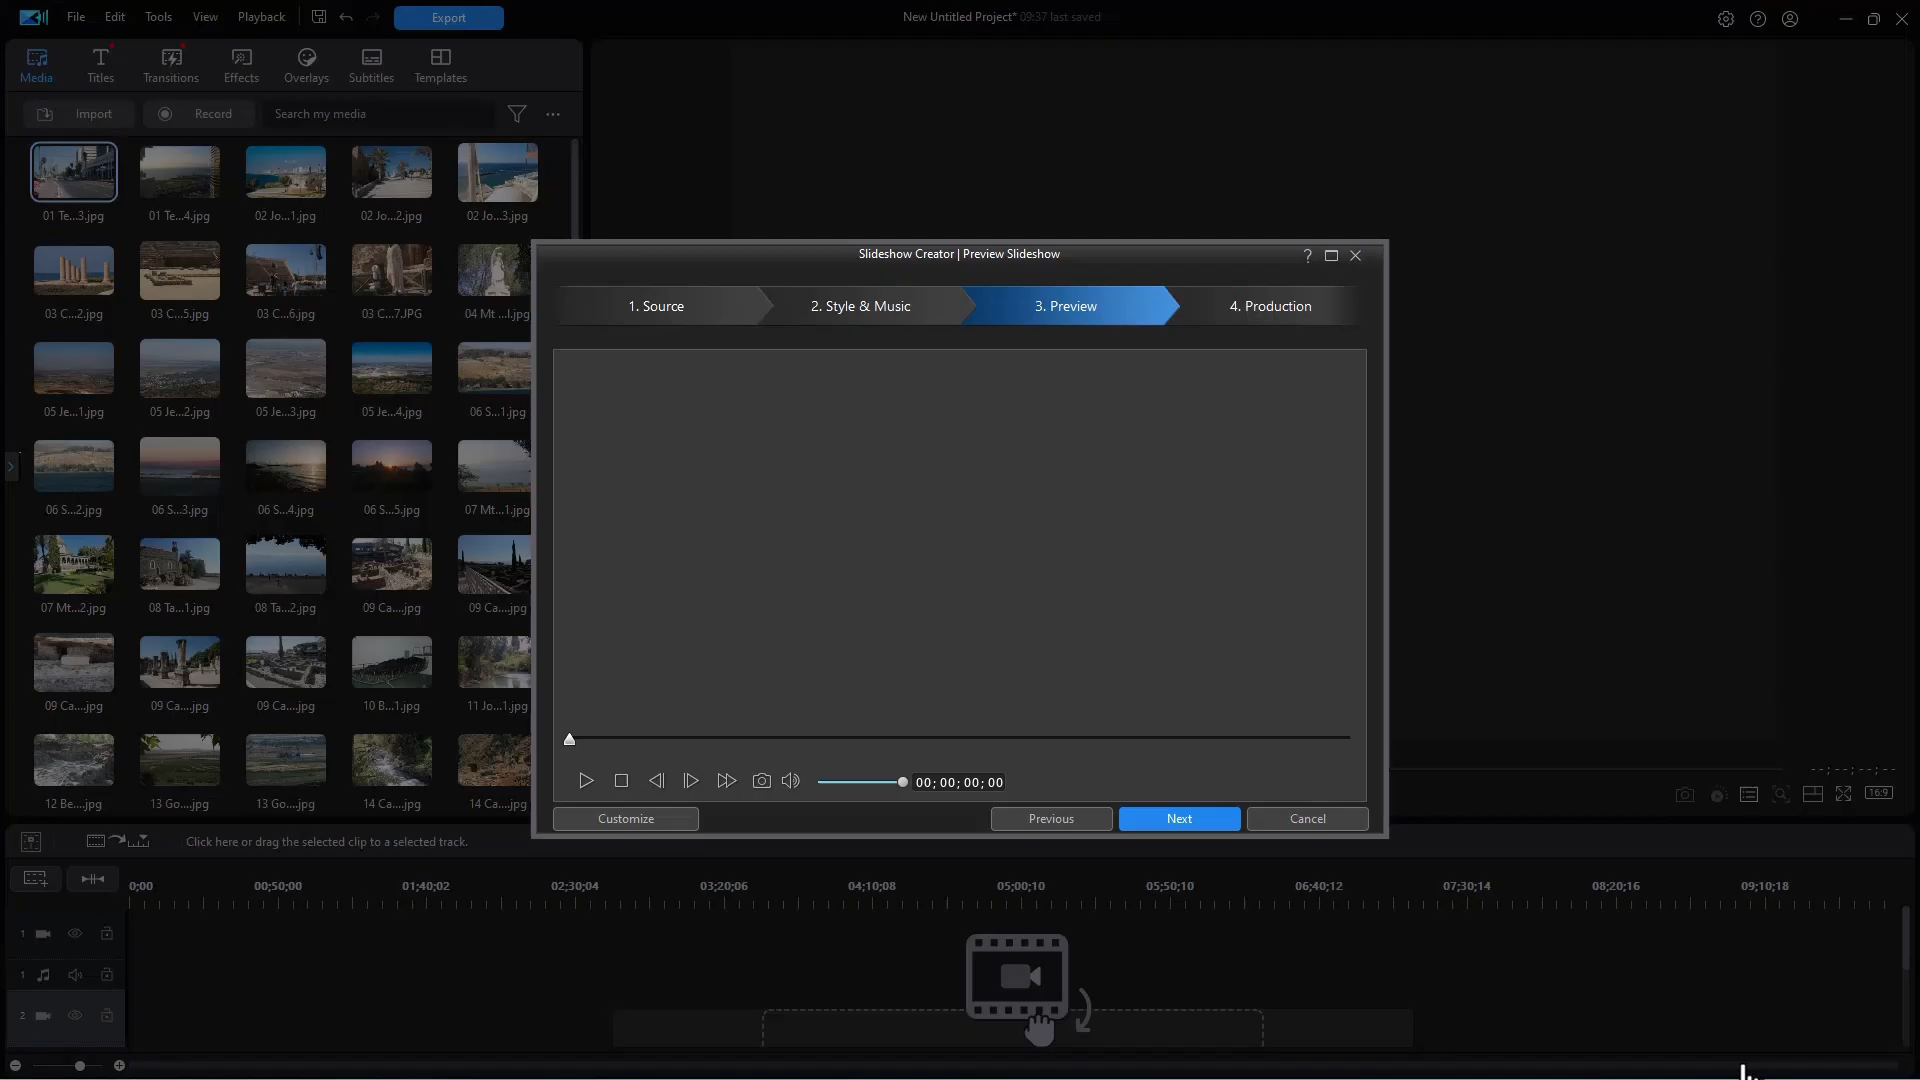 File Edit Tools View Playback Export New Untitled Project* 09:37 last saved
Media Titles Transitions Effects Overlays Subtitles Templates
Import Record Search my media
01 Te...3.jpg 01 Te...4.jpg 02 Jo...1.jpg 02 Jo...2.jpg 02 Jo...3.jpg
03 C...2.jpg 03 C...5.jpg 03 C...6.jpg 03 C...7.JPG 04 Mt ...l.jpg
05 Je...1.jpg 05 Je...2.jpg 05 Je...3.jpg 05 Je...4.jpg 06 S...1.jpg
06 S...2.jpg 06 S...3.jpg 06 S...4.jpg 06 S...5.jpg 07 Mt...1.jpg
07 Mt...2.jpg 08 Ta...1.jpg 08 Ta...2.jpg 09 Ca....jpg 09 Ca....jpg
09 Ca....jpg 09 Ca....jpg 09 Ca....jpg 10 B...1.jpg 11 Jo...1.jpg
12 Be....jpg 13 Go....jpg 13 Go....jpg 14 Ca....jpg 14 Ca....jpg
Slideshow Creator | Preview Slideshow
1. Source 2. Style & Music 3. Preview 4. Production
00;00;00;00
Customize Previous Next Cancel
--;--;--;--
16:9
Click here or drag the selected clip to a selected track.
0;00 00;50;00 01;40;02 02;30;04 03;20;06 04;10;08 05;00;10 05;50;10 06;40;12 07;30;14 08;20;16 09;10;18
1
1
2